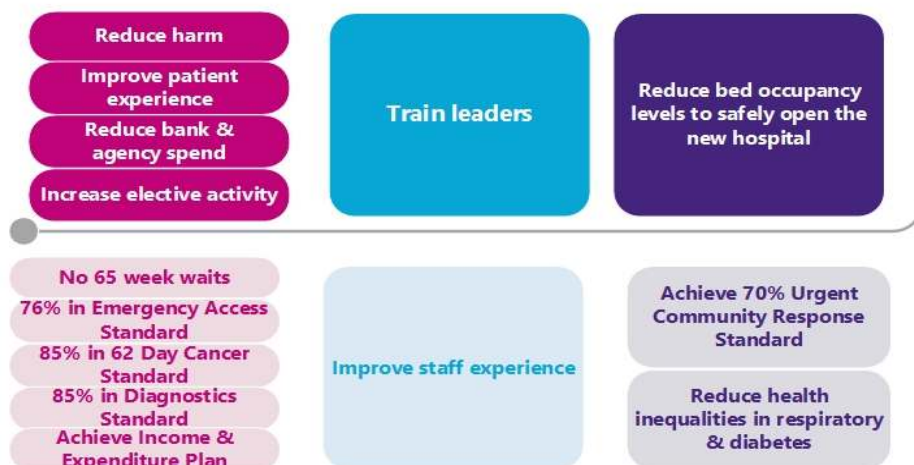 Reduce harm
Improve patient
experience
Reduce bank &
agency spend
Increase elective activity
Train leaders
Reduce bed occupancy
levels to safely open the
new hospital
No 65 week waits
76% in Emergency Access
Standard
85% in 62 Day Cancer
Standard
85% in Diagnostics
Standard
Achieve Income &
Expenditure Plan
Improve staff experience
Achieve 70% Urgent
Community Response
Standard
Reduce health
inequalities in respiratory
& diabetes